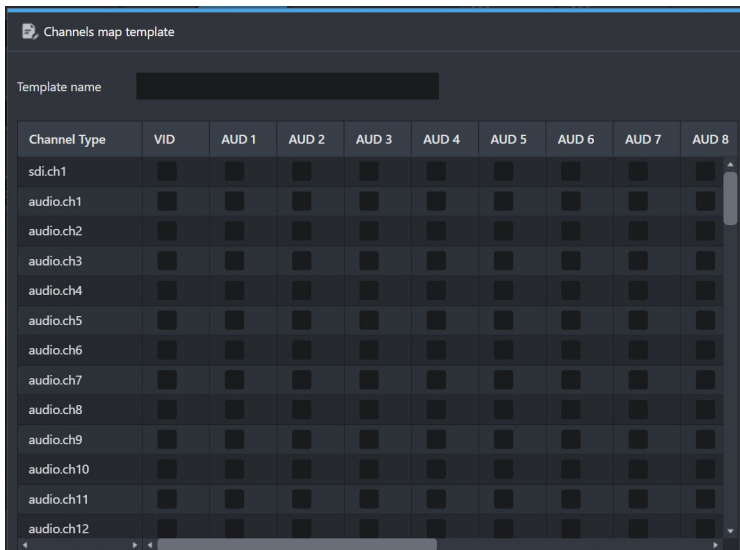 Channels map template
Template name
Channel Type VID AUD 1 AUD 2 AUD 3 AUD 4 AUD 5 AUD 6 AUD 7 AUD 8
sdi.ch1
audio.ch1
audio.ch2
audio.ch3
audio.ch4
audio.ch5
audio.ch6
audio.ch7
audio.ch8
audio.ch9
audio.ch10
audio.ch11
audio.ch12